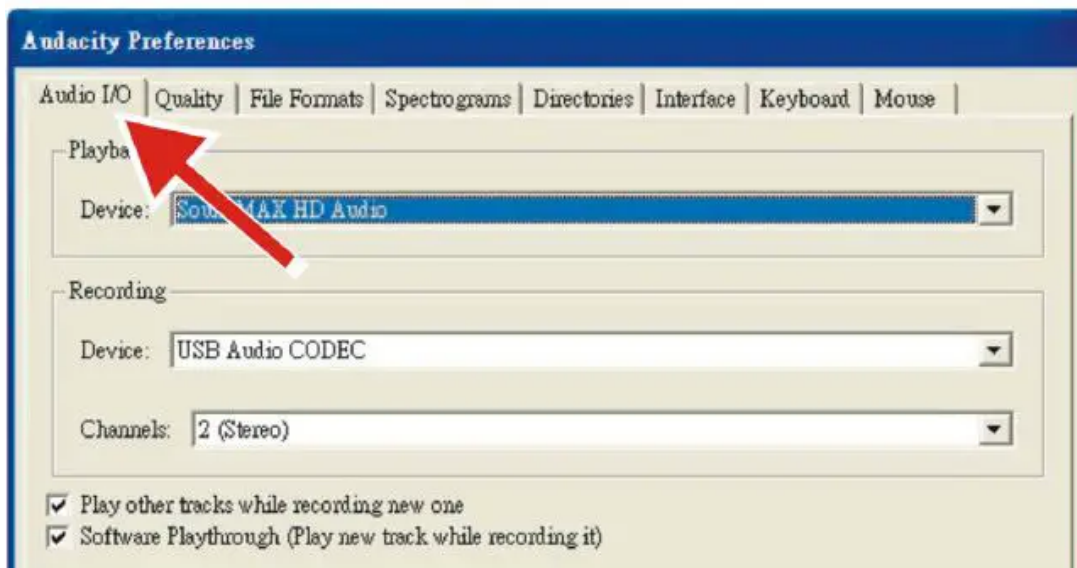 Audacity Preferences
Audio I/O Quality File Formats Spectrograms Directories Interface Keyboard Mouse
Device: MAX HD Audio
Recording
Device: USB Audio CODEC
Channels: 2 (Stereo)
Play other tracks while recording new one
Software Playthrough (Play new track while recording it)